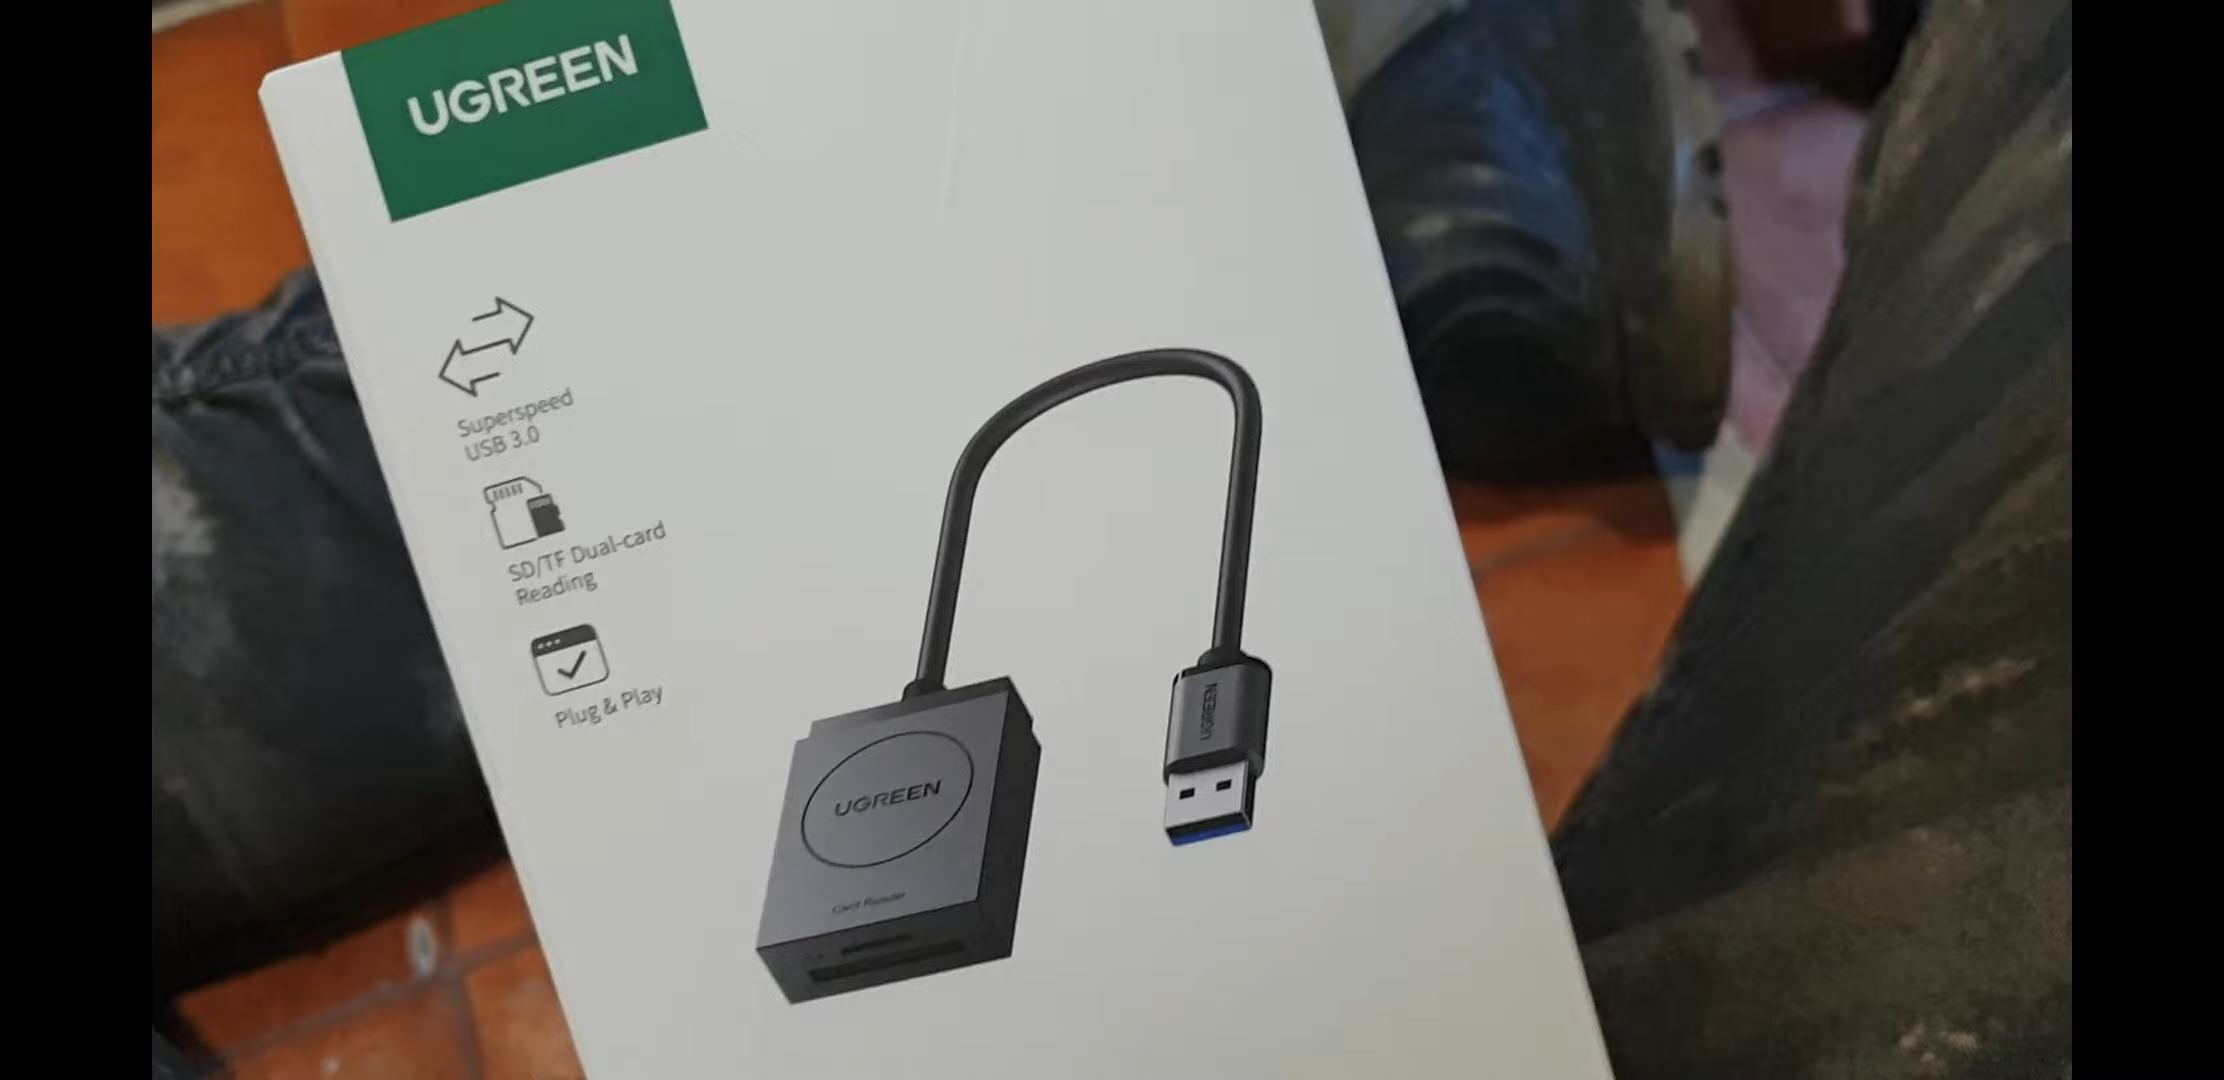 UGREEN
Superspeed
USB 3.0
SD/TF Dual-card
Reading
Plug & Play
UGREEN
UGREEN
Card Reader